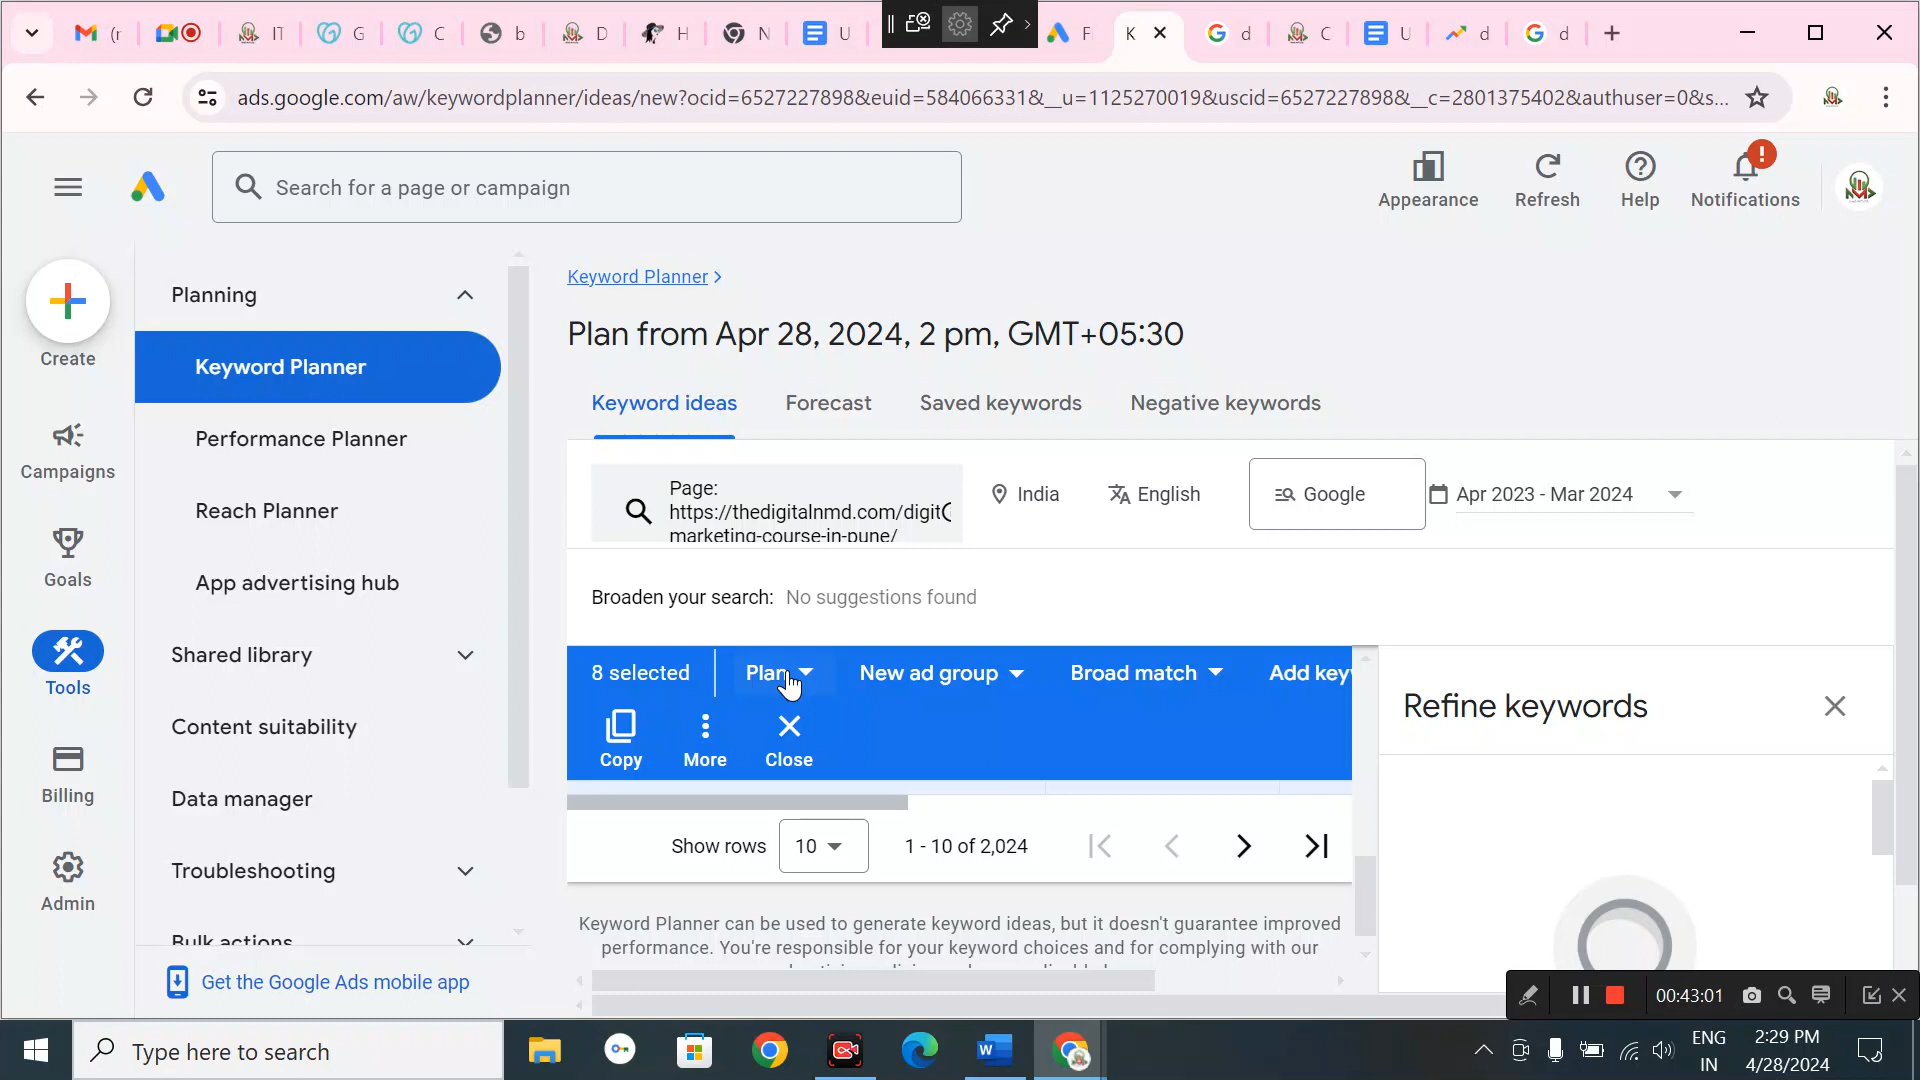 (r
IT
G
C
b
D
H
N
U
F
K
d
C
U
d
d
ads.google.com/aw/keywordplanner/ideas/new?ocid=6527227898&euid=584066331&__u=1125270019&uscid=6527227898&__c=2801375402&authuser=0&s...
Search for a page or campaign
Appearance
Refresh
Help
Notifications
Create
Campaigns
Goals
Tools
Billing
Admin
Planning
Keyword Planner
Performance Planner
Reach Planner
App advertising hub
Shared library
Content suitability
Data manager
Troubleshooting
Bulk actions
Get the Google Ads mobile app
Keyword Planner
Plan from Apr 28, 2024, 2 pm, GMT+05:30
Keyword ideas Forecast Saved keywords Negative keywords
Page:
https://thedigitalnmd.com/digit
marketing-course-in-pune/
India
English
Google
Apr 2023 - Mar 2024
Broaden your search: No suggestions found
8 selected Plan New ad group Broad match Add key
Copy More Close
Refine keywords
Show rows 10 1 - 10 of 2,024
Keyword Planner can be used to generate keyword ideas, but it doesn't guarantee improved
performance. You're responsible for your keyword choices and for complying with our
00:43:01
Type here to search
ENG
IN
2:29 PM
4/28/2024